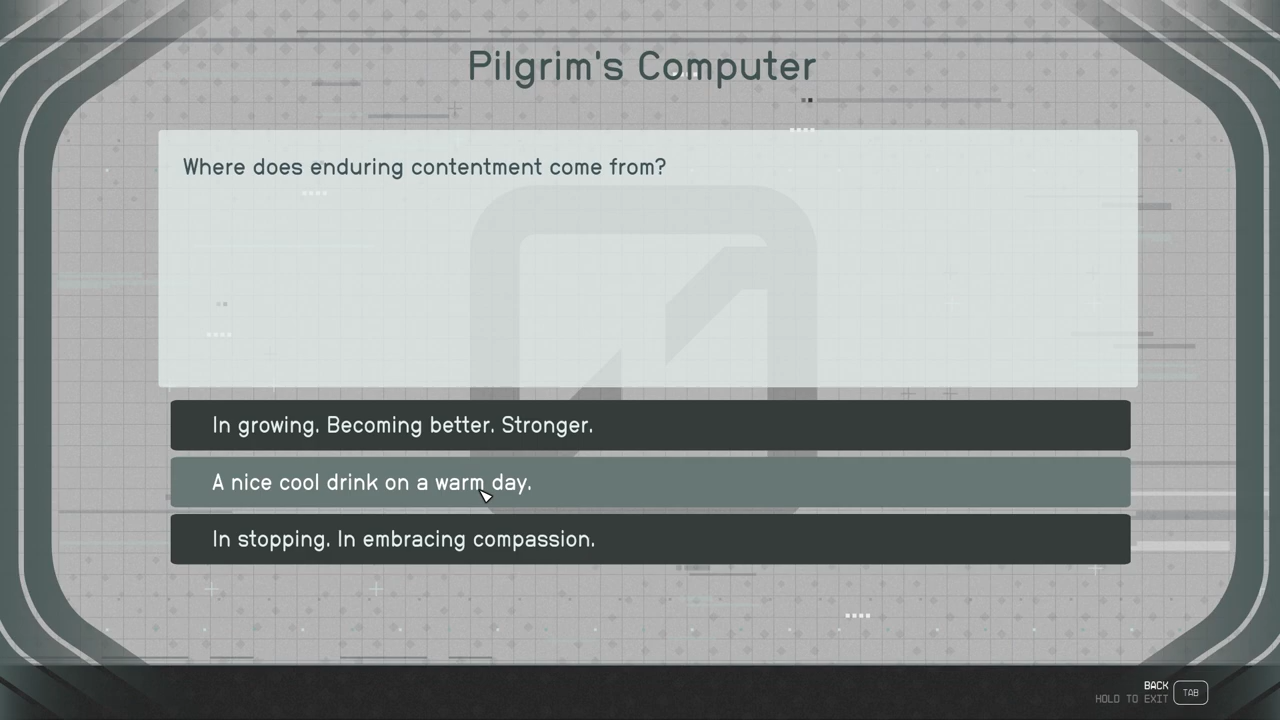 Pilgrim's Computer
Where does enduring contentment come from?
In growing. Becoming better. Stronger.
A nice cool drink on a warm day.
In stopping. In embracing compassion.
BACK
HOLD TO EXIT
TAB